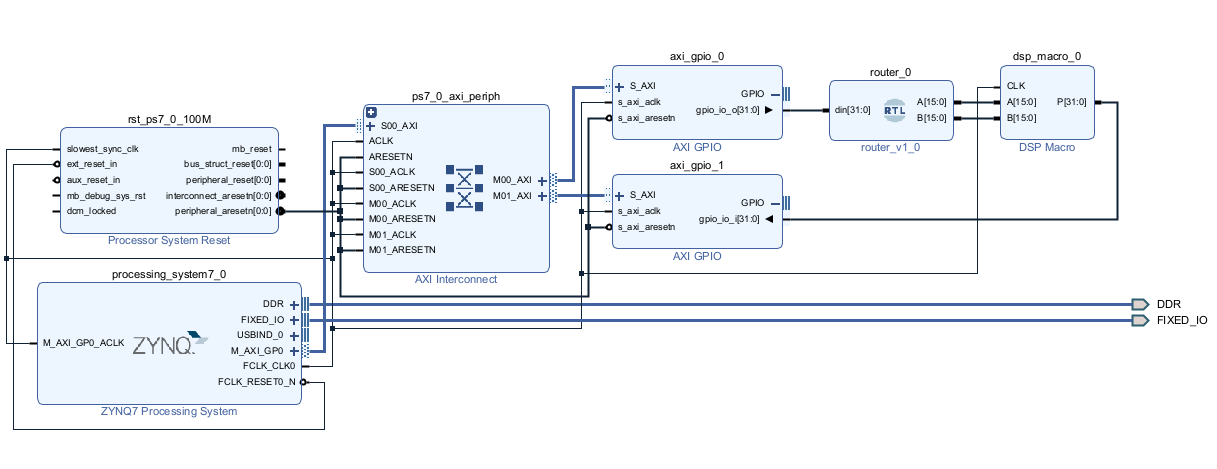 rst_ps7_0_100M
slowest_sync_clk
ext_reset_in
aux_reset_in
mb_debug_sys_rst
dcm_locked
mb_reset
bus_struct_reset[0:0]
peripheral_reset[0:0]
interconnect_aresetn[0:0]
peripheral_aresetn[0:0]
Processor System Reset
processing_system7_0
M_AXI_GP0_ACLK
ZYNQ
DDR
FIXED_IO
USBIND_0
M_AXI_GP0
FCLK_CLK0
FCLK_RESET0_N
ZYNQ7 Processing System
ps7_0_axi_periph
S00_AXI
ACLK
ARESETN
S00_ACLK
S00_ARESETN
M00_ACLK
M00_ARESETN
M01_ACLK
M01_ARESETN
M00_AXI
M01_AXI
AXI Interconnect
axi_gpio_0
S_AXI
s_axi_aclk
s_axi_aresetn
GPIO
gpio_io_o[31:0]
AXI GPIO
axi_gpio_1
S_AXI
s_axi_aclk
s_axi_aresetn
GPIO
gpio_io_i[31:0]
AXI GPIO
router_0
din[31:0]
RTL
A[15:0]
B[15:0]
router_v1_0
dsp_macro_0
CLK
A[15:0]
B[15:0]
P[31:0]
DSP Macro
DDR
FIXED_IO